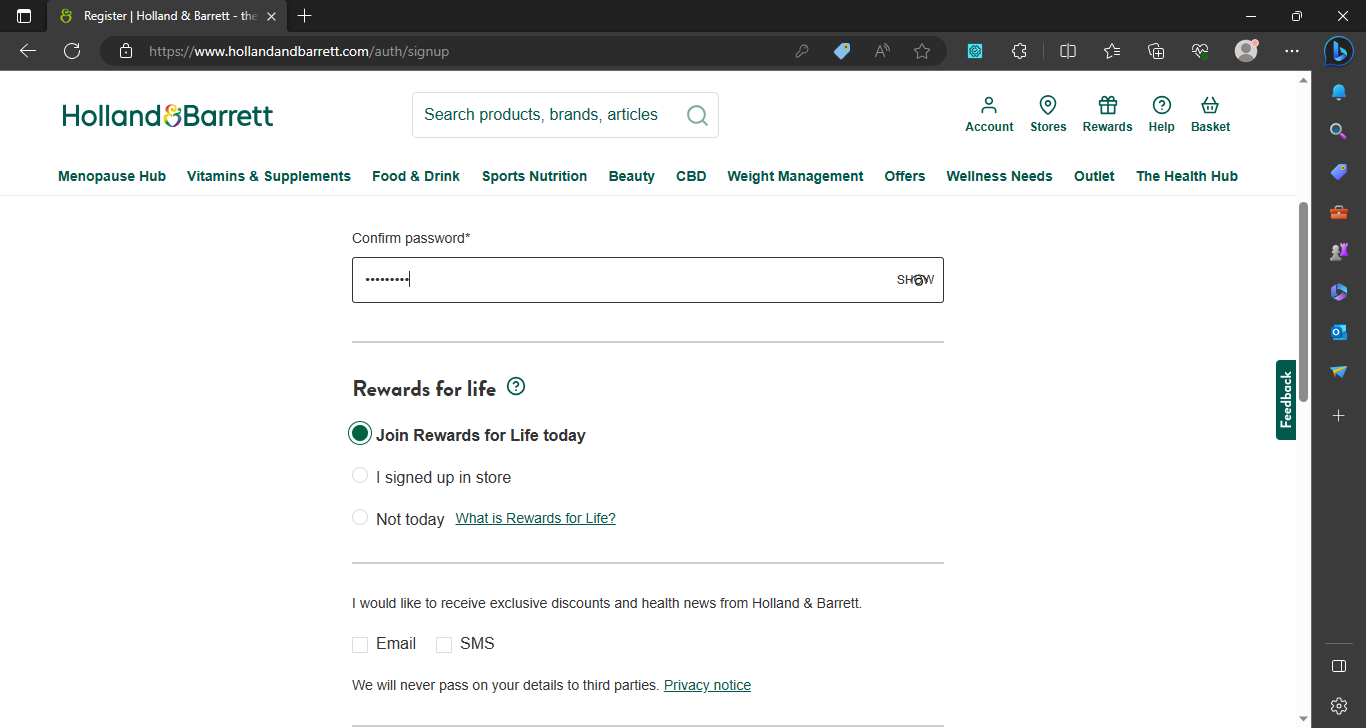 Register | Holland & Barrett - the
https://www.hollandandbarrett.com/auth/signup
Holland&Barrett
Search products, brands, articles
Account Stores Rewards Help Basket
Menopause Hub Vitamins & Supplements Food & Drink Sports Nutrition Beauty CBD Weight Management Offers Wellness Needs Outlet The Health Hub
Confirm password*
•••••••••
SHOW
Rewards for life
Join Rewards for Life today
I signed up in store
Not today What is Rewards for Life?
I would like to receive exclusive discounts and health news from Holland & Barrett.
Email SMS
We will never pass on your details to third parties. Privacy notice
Feedback